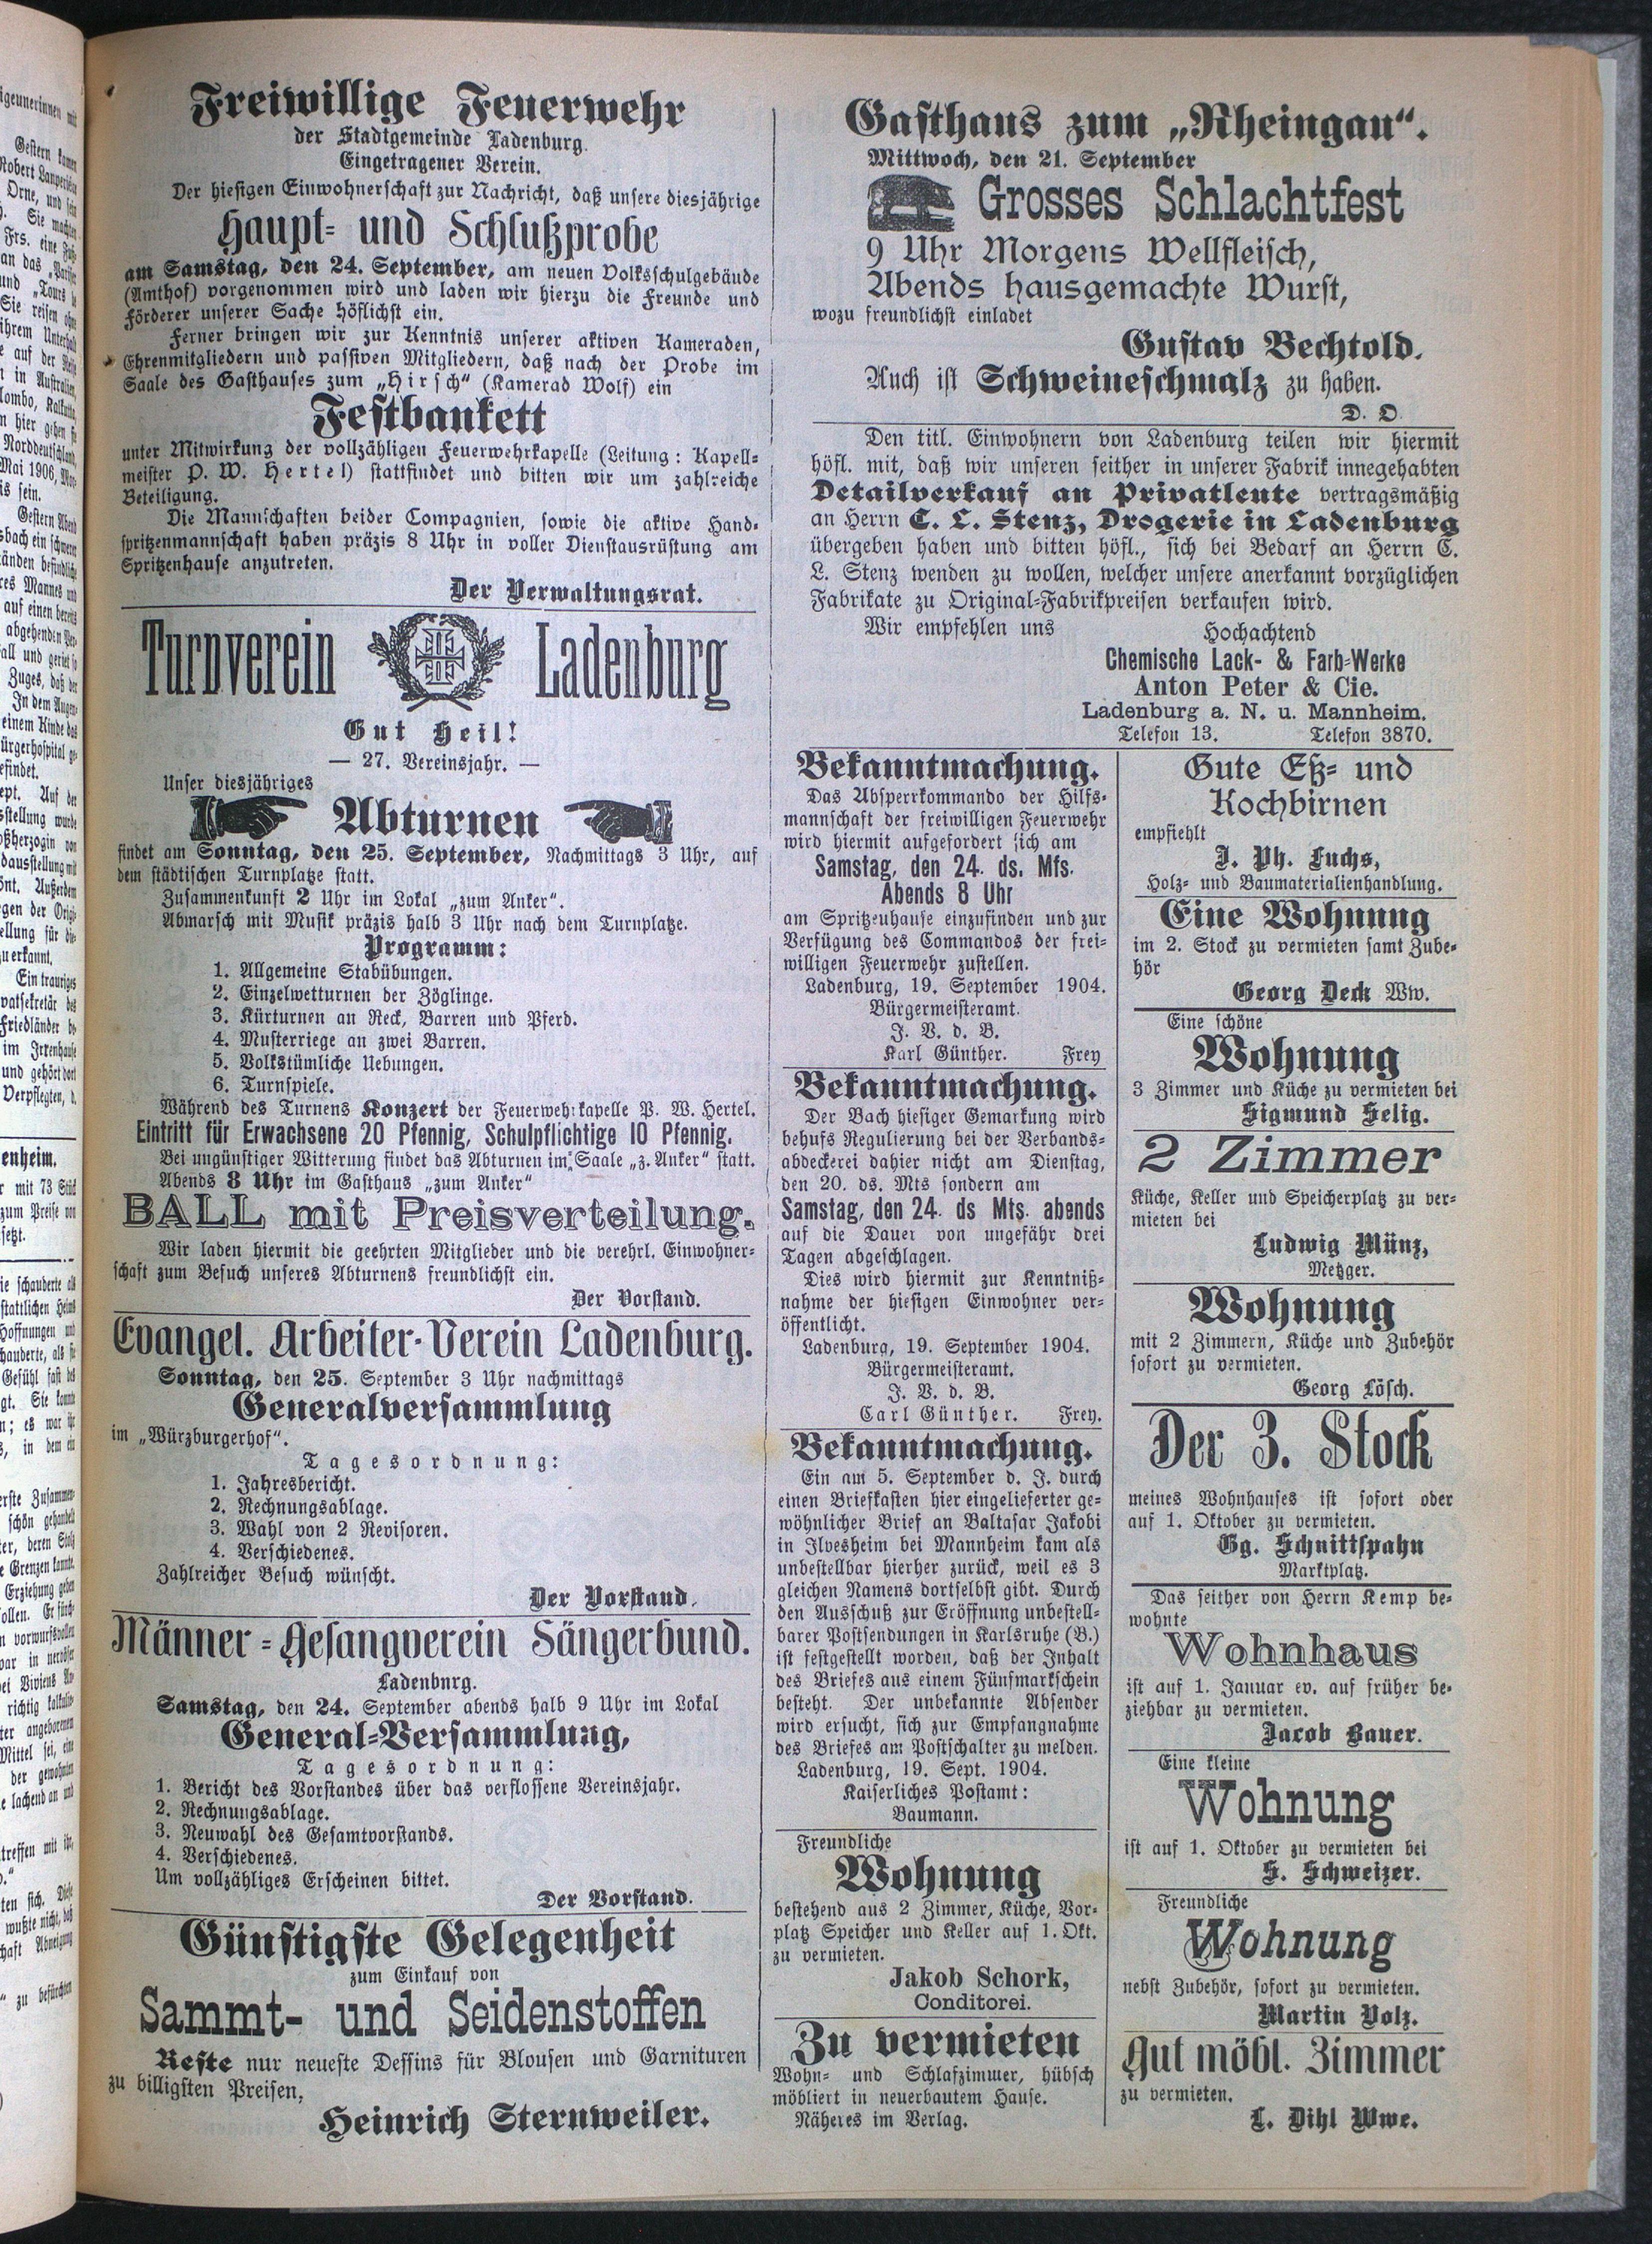 Freiwillige Feuerwehr
der Stadtgemeinde Ladenburg.
Eingetragener Verein.
Der hiesigen Einwohnerschaft zur Nachricht, daß unsere diesjährige
Haupt- und Schlußprobe
am Samstag, den 24. September, am neuen Volksschulgebäude
(Amthof) vorgenommen wird und laden wir hierzu die Freunde und
Förderer unserer Sache höflichst ein.
Ferner bringen wir zur Kenntnis unserer aktiven Kameraden,
Ehrenmitgliedern und passiven Mitgliedern, daß nach der Probe im
Saale des Gasthauses zum „Hirsch“ (Kamerad Wolf) ein
Festbankett
unter Mitwirkung der vollzähligen Feuerwehrkapelle (Leitung: Kapell-
meister P. W. Hertel) stattfindet und bitten wir um zahlreiche
Beteiligung.
Die Mannschaften beider Compagnien, sowie die aktive Hand-
spritzenmannschaft haben präzis 8 Uhr in voller Dienstausrüstung am
Spritzenhause anzutreten.
Der Verwaltungsrat.
Turnverein Ladenburg
Gut Heil!
— 27. Vereinsjahr. —
Unser diesjähriges
Abturnen
findet am Sonntag, den 25. September, Nachmittags 3 Uhr, auf
dem städtischen Turnplatze statt.
Zusammenkunft 2 Uhr im Lokal „zum Anker“.
Abmarsch mit Musik präzis halb 3 Uhr nach dem Turnplatze.
Programm:
1. Allgemeine Stabübungen.
2. Einzelwetturnen der Zöglinge.
3. Kürturnen an Reck, Barren und Pferd.
4. Musterriege an zwei Barren.
5. Volkstümliche Uebungen.
6. Turnspiele.
Während des Turnens Konzert der Feuerwehrkapelle P. W. Hertel.
Eintritt für Erwachsene 20 Pfennig, Schulpflichtige 10 Pfennig.
Bei ungünstiger Witterung findet das Abturnen im Saale „z. Anker“ statt.
Abends 8 Uhr im Gasthaus „zum Anker“
BALL mit Preisverteilung.
Wir laden hiermit die geehrten Mitglieder und die verehrl. Einwohner-
schaft zum Besuch unseres Abturnens freundlichst ein.
Der Vorstand.
Evangel. Arbeiter-Verein Ladenburg.
Sonntag, den 25. September 3 Uhr nachmittags
Generalversammlung
im „Würzburgerhof“.
Tagesordnung:
1. Jahresbericht.
2. Rechnungsablage.
3. Wahl von 2 Revisoren.
4. Verschiedenes.
Zahlreicher Besuch wünscht.
Der Vorstand.
Männer-Gesangverein Sängerbund.
Ladenbnrg.
Samstag, den 24. September abends halb 9 Uhr im Lokal
General-Versammlung,
Tagesordnung:
1. Bericht des Vorstandes über das verflossene Vereinsjahr.
2. Rechnungsablage.
3. Neuwahl des Gesamtvorstands.
4. Verschiedenes.
Um vollzähliges Erscheinen bittet.
Der Vorstand.
Günstigste Gelegenheit
zum Einkauf von
Sammt- und Seidenstoffen
Reste nur neueste Dessins für Blousen und Garnituren
zu billigsten Preisen,
Heinrich Sternweiler.
Gasthaus zum „Rheingau“.
Mittwoch, den 21. September
Grosses Schlachtfest
9 Uhr Morgens Wellfleisch,
Abends hausgemachte Wurst,
wozu freundlichst einladet
Gustav Bechtold.
Auch ist Schweineschmalz zu haben.
D. O.
Den titl. Einwohnern von Ladenburg teilen wir hiermit
höfl. mit, daß wir unseren seither in unserer Fabrik innegehabten
Detailverkauf an Privatleute vertragsmäßig
an Herrn C. L. Stenz, Drogerie in Ladenburg
übergeben haben und bitten höfl., sich bei Bedarf an Herrn C.
L. Stenz wenden zu wollen, welcher unsere anerkannt vorzüglichen
Fabrikate zu Original-Fabrikpreisen verkaufen wird.
Wir empfehlen uns Hochachtend
Chemische Lack- & Farb-Werke
Anton Peter & Cie.
Ladenburg a. N. u. Mannheim.
Telefon 13. Telefon 3870.
Bekanntmachung.
Das Absperrkommando der Hilfs-
mannschaft der freiwilligen Feuerwehr
wird hiermit aufgefordert sich am
Samstag, den 24. ds. Mts.
Abends 8 Uhr
am Spritzenhause einzufinden und zur
Verfügung des Commandos der frei-
willigen Feuerwehr zustellen.
Ladenburg, 19. September 1904.
Bürgermeisteramt.
J. V. d. B.
Karl Günther. Frey
Bekanntmachung.
Der Bach hiesiger Gemarkung wird
behufs Regulierung bei der Verbands-
abdeckerei dahier nicht am Dienstag,
den 20. ds. Mts sondern am
Samstag, den 24. ds Mts. abends
auf die Dauer von ungefähr drei
Tagen abgeschlagen.
Dies wird hiermit zur Kenntniß-
nahme der hiesigen Einwohner ver-
öffentlicht.
Ladenburg, 19. September 1904.
Bürgermeisteramt.
J. V. d. B.
Carl Günther. Frey.
Bekanntmachung.
Ein am 5. September d. J. durch
einen Briefkasten hier eingelieferter ge-
wöhnlicher Brief an Baltasar Jakobi
in Ilvesheim bei Mannheim kam als
unbestellbar hierher zurück, weil es 3
gleichen Namens dortselbst gibt. Durch
den Ausschuß zur Eröffnung unbestell-
barer Postsendungen in Karlsruhe (B.)
ist festgestellt worden, daß der Inhalt
des Briefes aus einem Fünfmarkschein
besteht. Der unbekannte Absender
wird ersucht, sich zur Empfangnahme
des Briefes am Postschalter zu melden.
Ladenburg, 19. Sept. 1904.
Kaiserliches Postamt:
Baumann.
Freundliche
Wohnung
bestehend aus 2 Zimmer, Küche, Vor-
platz Speicher und Keller auf 1. Okt.
zu vermieten.
Jakob Schork,
Conditorei.
Zu vermieten
Wohn- und Schlafzimmer, hübsch
möbliert in neuerbautem Hause.
Näheres im Verlag.
Gute Eß- und
Kochbirnen
empfiehlt
J. Ph. Fuchs,
Holz- und Baumaterialienhandlung.
Eine Wohnung
im 2. Stock zu vermieten samt Zube-
hör
Georg Deck Ww.
Eine schöne
Wohnung
3 Zimmer und Küche zu vermieten bei
Sigmund Selig.
2 Zimmer
Küche, Keller und Speicherplatz zu ver-
mieten bei
Ludwig Münz,
Metzger.
Wohnung
mit 2 Zimmern, Küche und Zubehör
sofort zu vermieten.
Georg Lösch.
Der 3. Stock
meines Wohnhauses ist sofort oder
auf 1. Oktober zu vermieten.
Gg. Schnittspahn
Marktplatz.
Das seither von Herrn Kemp be-
wohnte
Wohnhaus
ist auf 1. Januar ev. auf früher be-
ziehbar zu vermieten.
Jacob Bauer.
Eine kleine
Wohnung
ist auf 1. Oktober zu vermieten bei
S. Schweizer.
Freundliche
Wohnung
nebst Zubehör, sofort zu vermieten.
Martin Volz.
Gut möbl. Zimmer
zu vermieten.
L. Dihl Wwe.